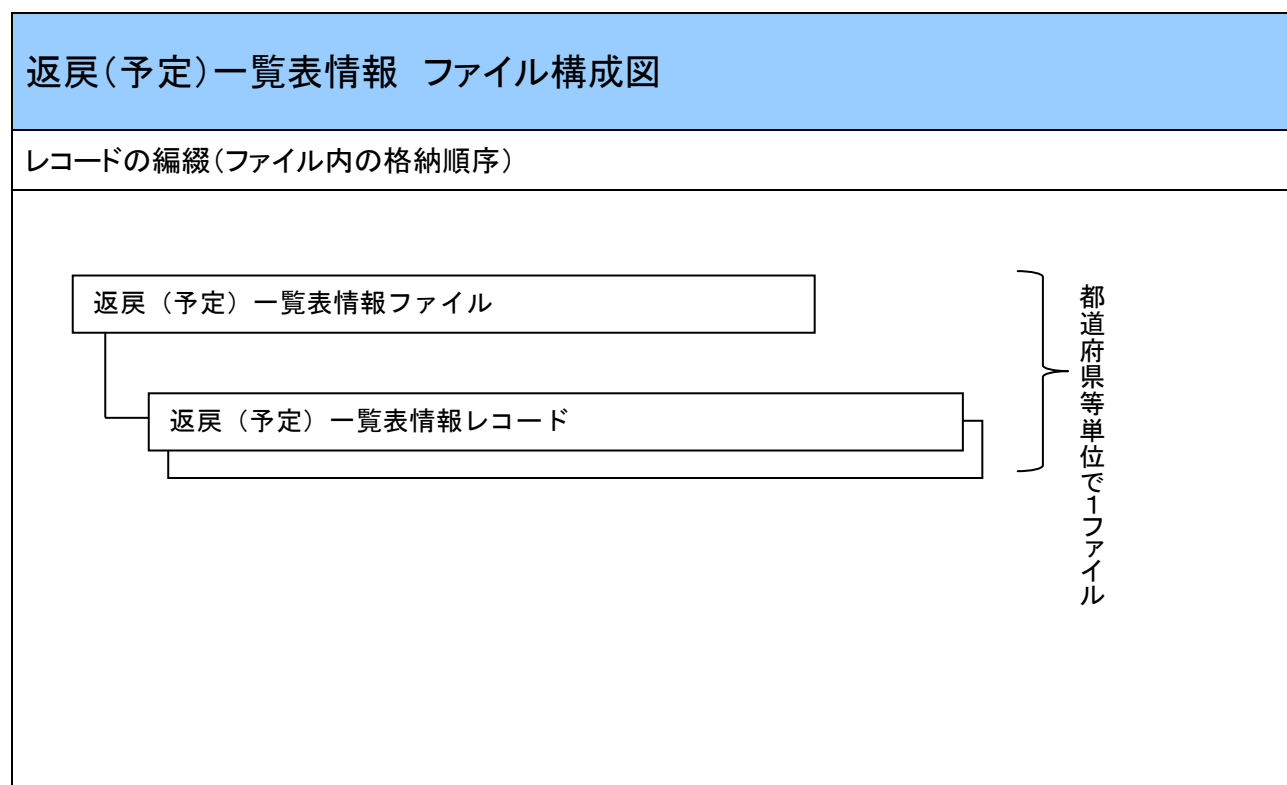 返戻(予定)一覧表情報 ファイル構成図
レコードの編綴(ファイル内の格納順序)
返戻（予定）一覧表情報ファイル
返戻（予定）一覧表情報レコード
都道府県等単位で1ファイル